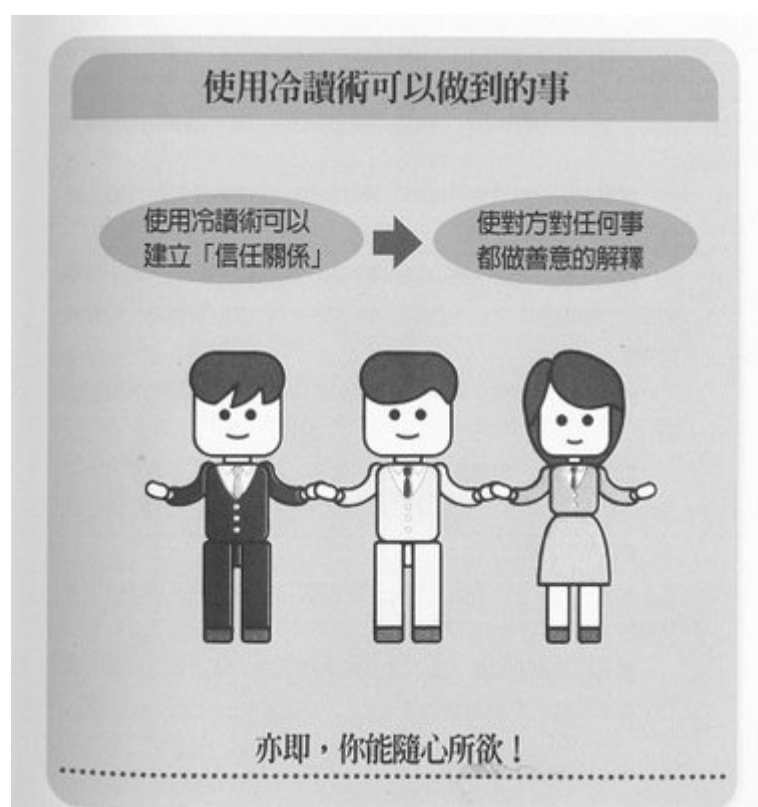 使用冷讀術可以做到的事
使用冷讀術可以
建立「信任關係」
使對方對任何事
都做善意的解釋
亦即，你能隨心所欲！